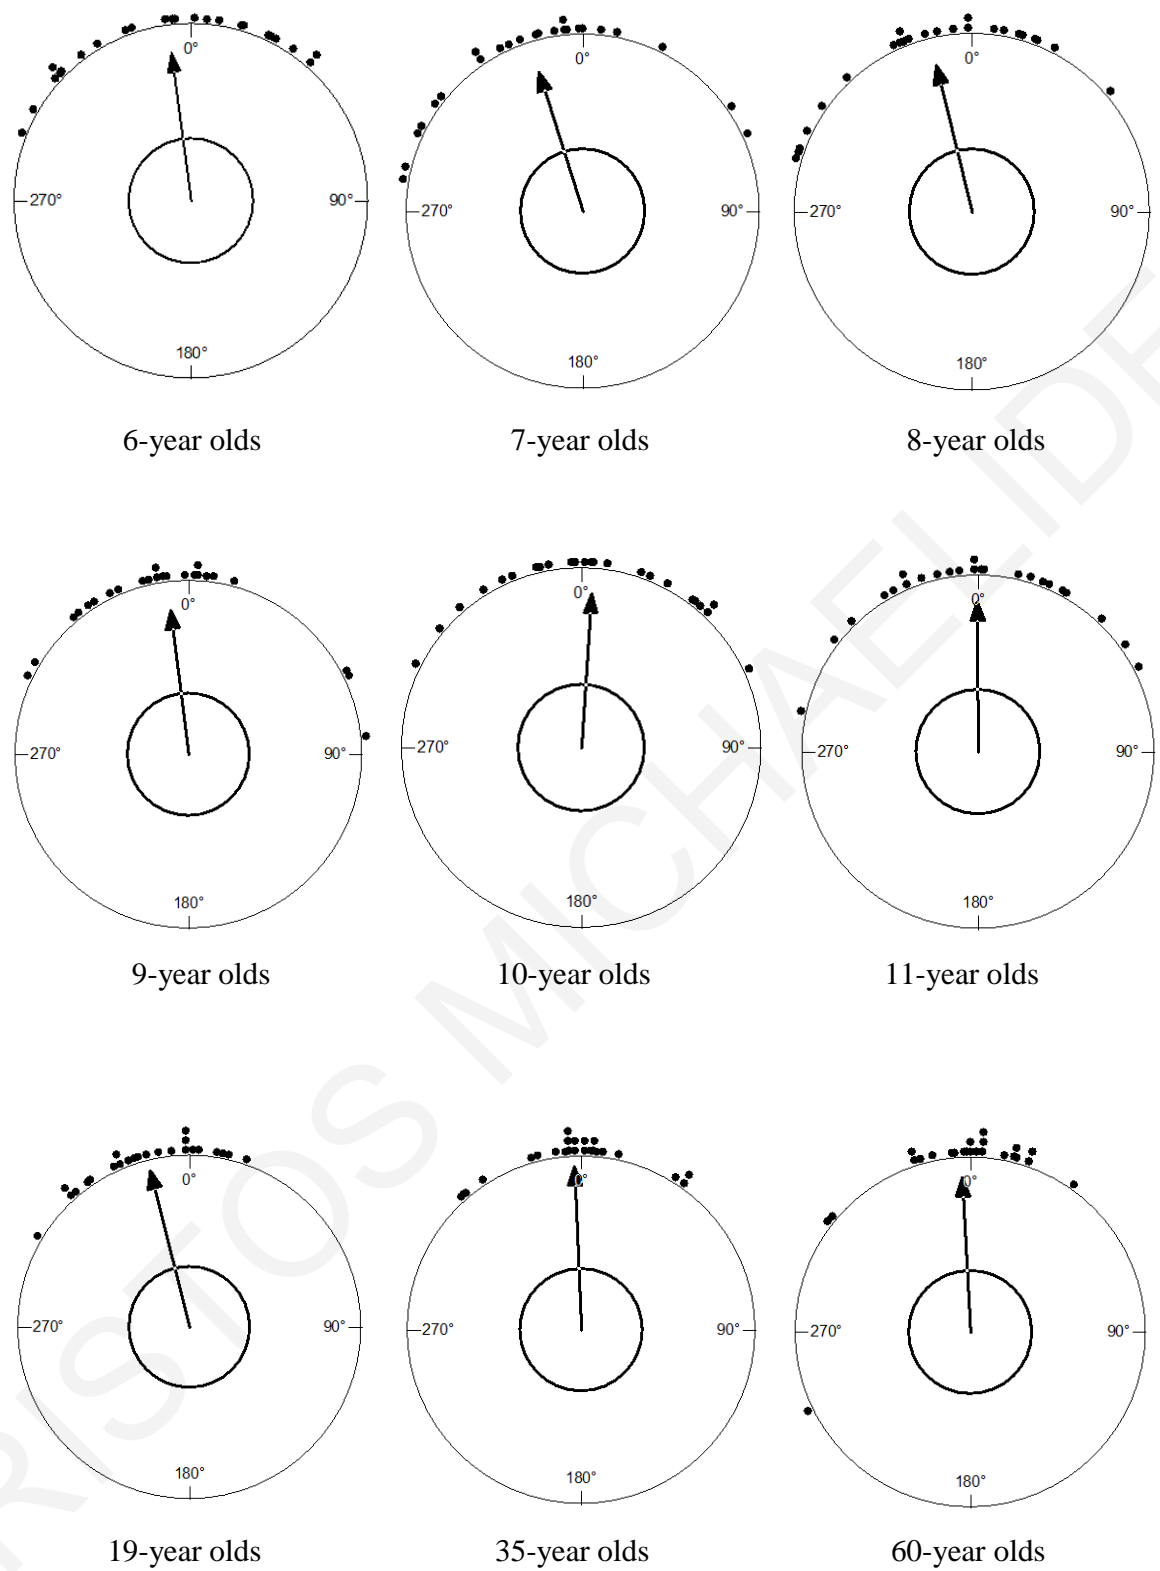 0° 0° 0°
270° 90° 270° 90° 270° 90°
180° 180° 180°
6-year olds 7-year olds 8-year olds
0° 0° 0°
270° 90° 270° 90° 270° 90°
180° 180° 180°
9-year olds 10-year olds 11-year olds
0° 0° 0°
270° 90° 270° 90° 270° 90°
180° 180° 180°
19-year olds 35-year olds 60-year olds
RISTOS MICHAELIDE